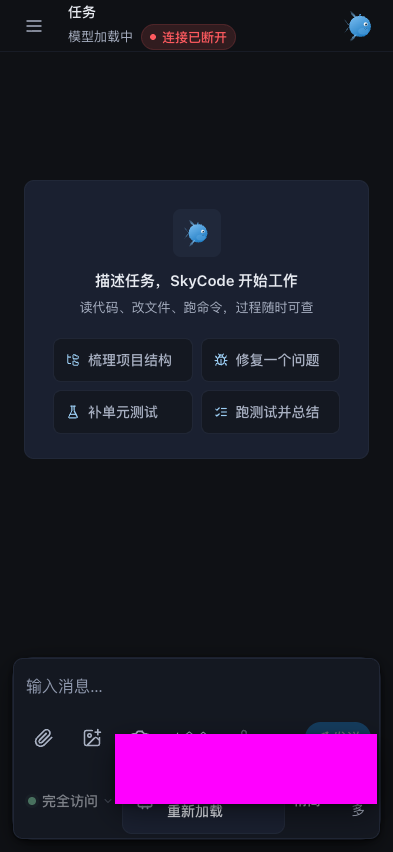 任务
模型加载中 连接已断开
描述任务，SkyCode 开始工作
读代码、改文件、跑命令，过程随时可查
梳理项目结构 修复一个问题
补单元测试 跑测试并总结
输入消息...
完全访问
重新加载 多